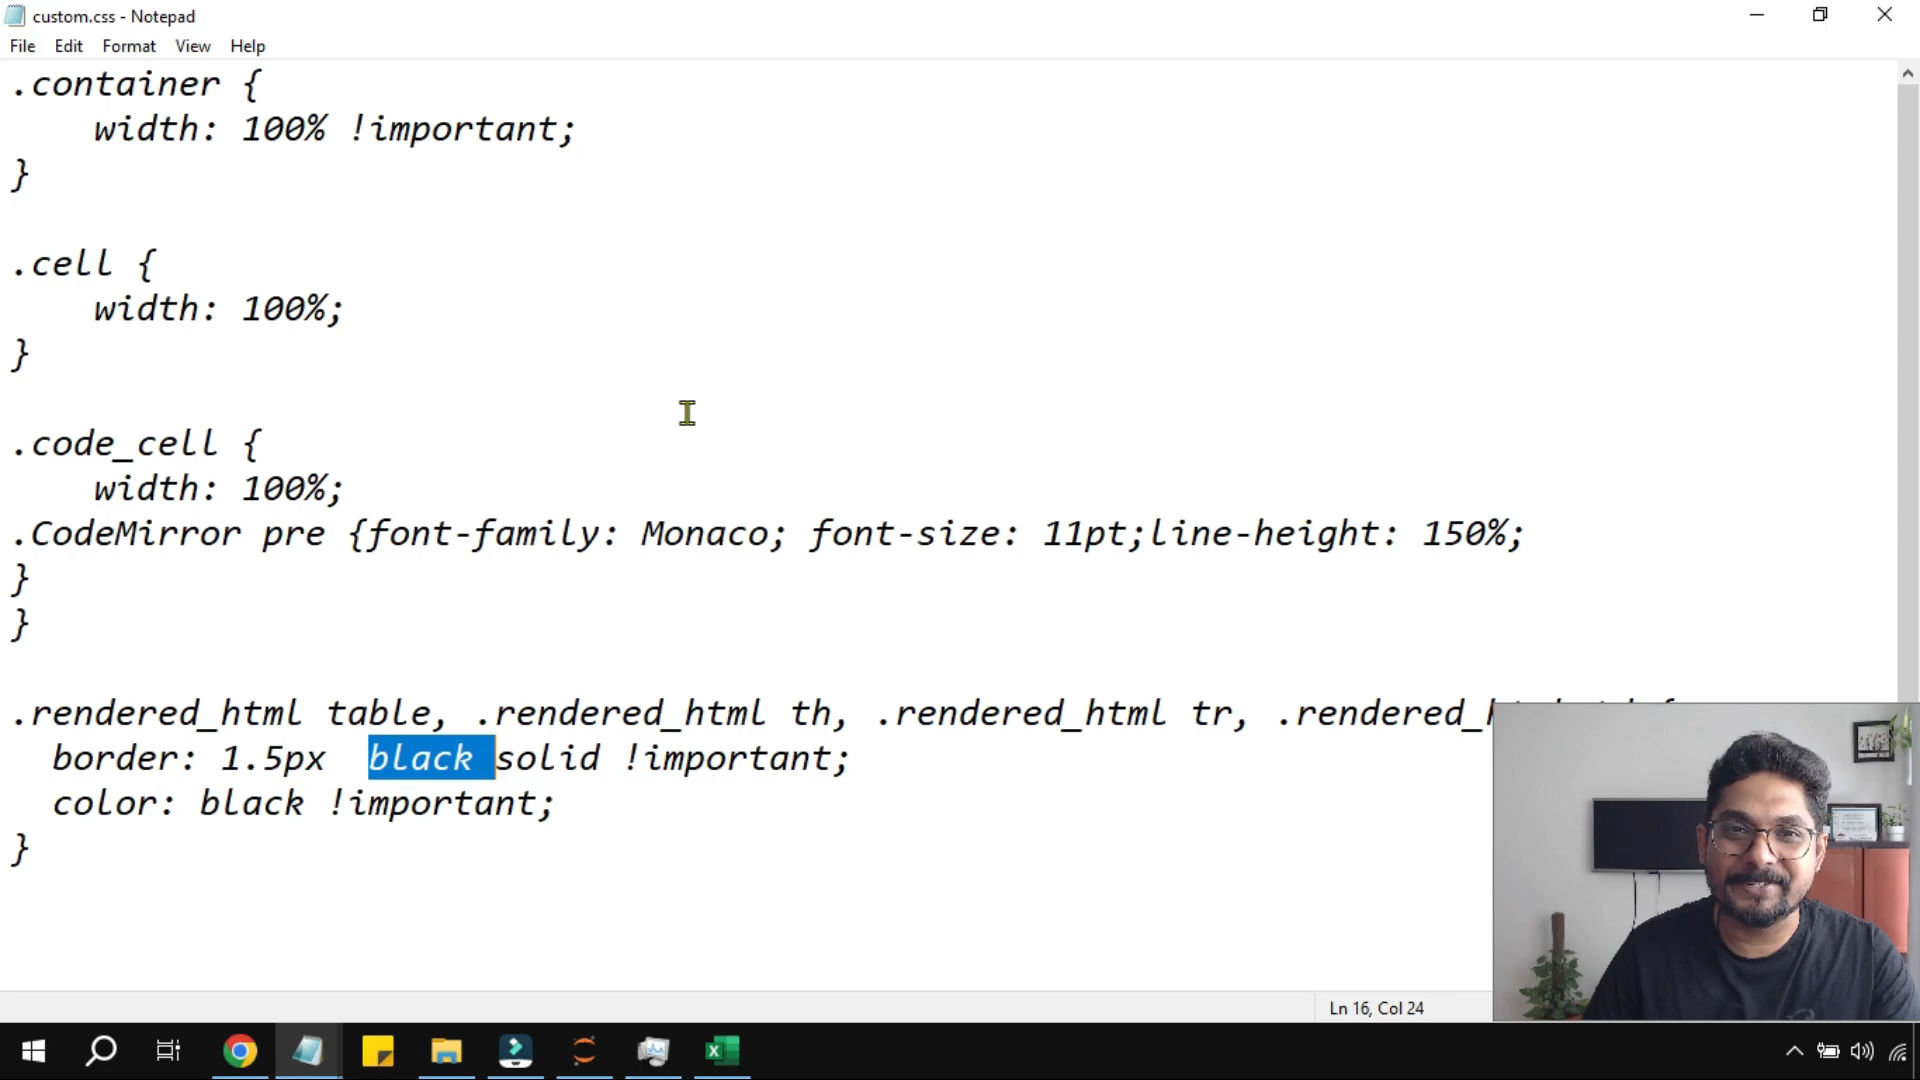 custom.css - Notepad
File Edit Format View Help
.container {
    width: 100% !important;
}
.cell {
    width: 100%;
}
.code_cell {
    width: 100%;
.CodeMirror pre {font-family: Monaco; font-size: 11pt;line-height: 150%;
}
}
.rendered_html table, .rendered_html th, .rendered_html tr,
  border: 1.5px  black solid !important;
  color: black !important;
}
Ln 16, Col 24